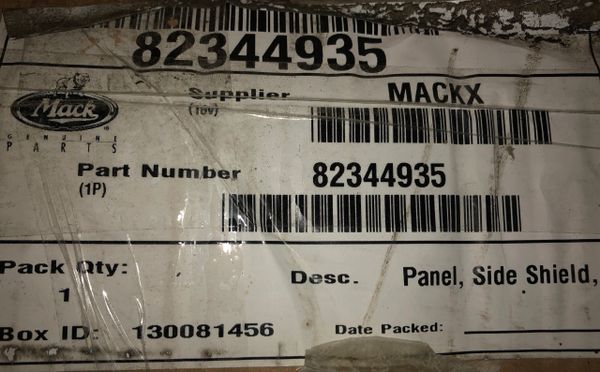 82344935
Mack ®
GENUINE
PARTS
Supplier MACKX
(16v)
Part Number 82344935
(1P)
Pack Qty: Desc. Panel, Side Shield,
1
Box ID: 130081456 Date Packed: